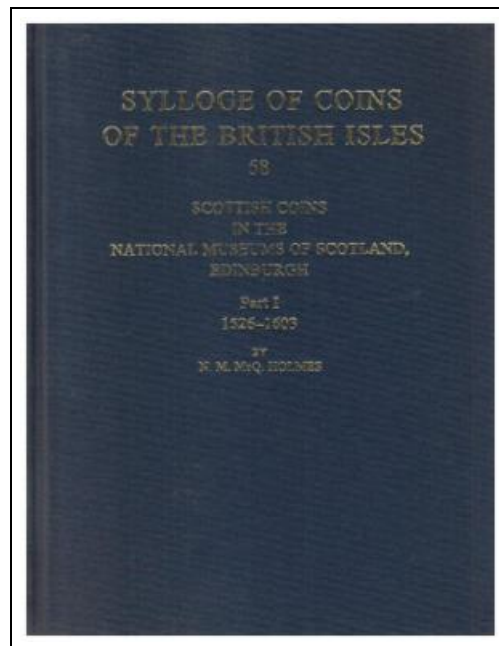 SYLLOGE OF COINS
OF THE BRITISH ISLES
58
SCOTTISH COINS
IN THE
NATIONAL MUSEUMS OF SCOTLAND,
EDINBURGH
Part I
1526–1603
BY
N. M. McQ. HOLMES